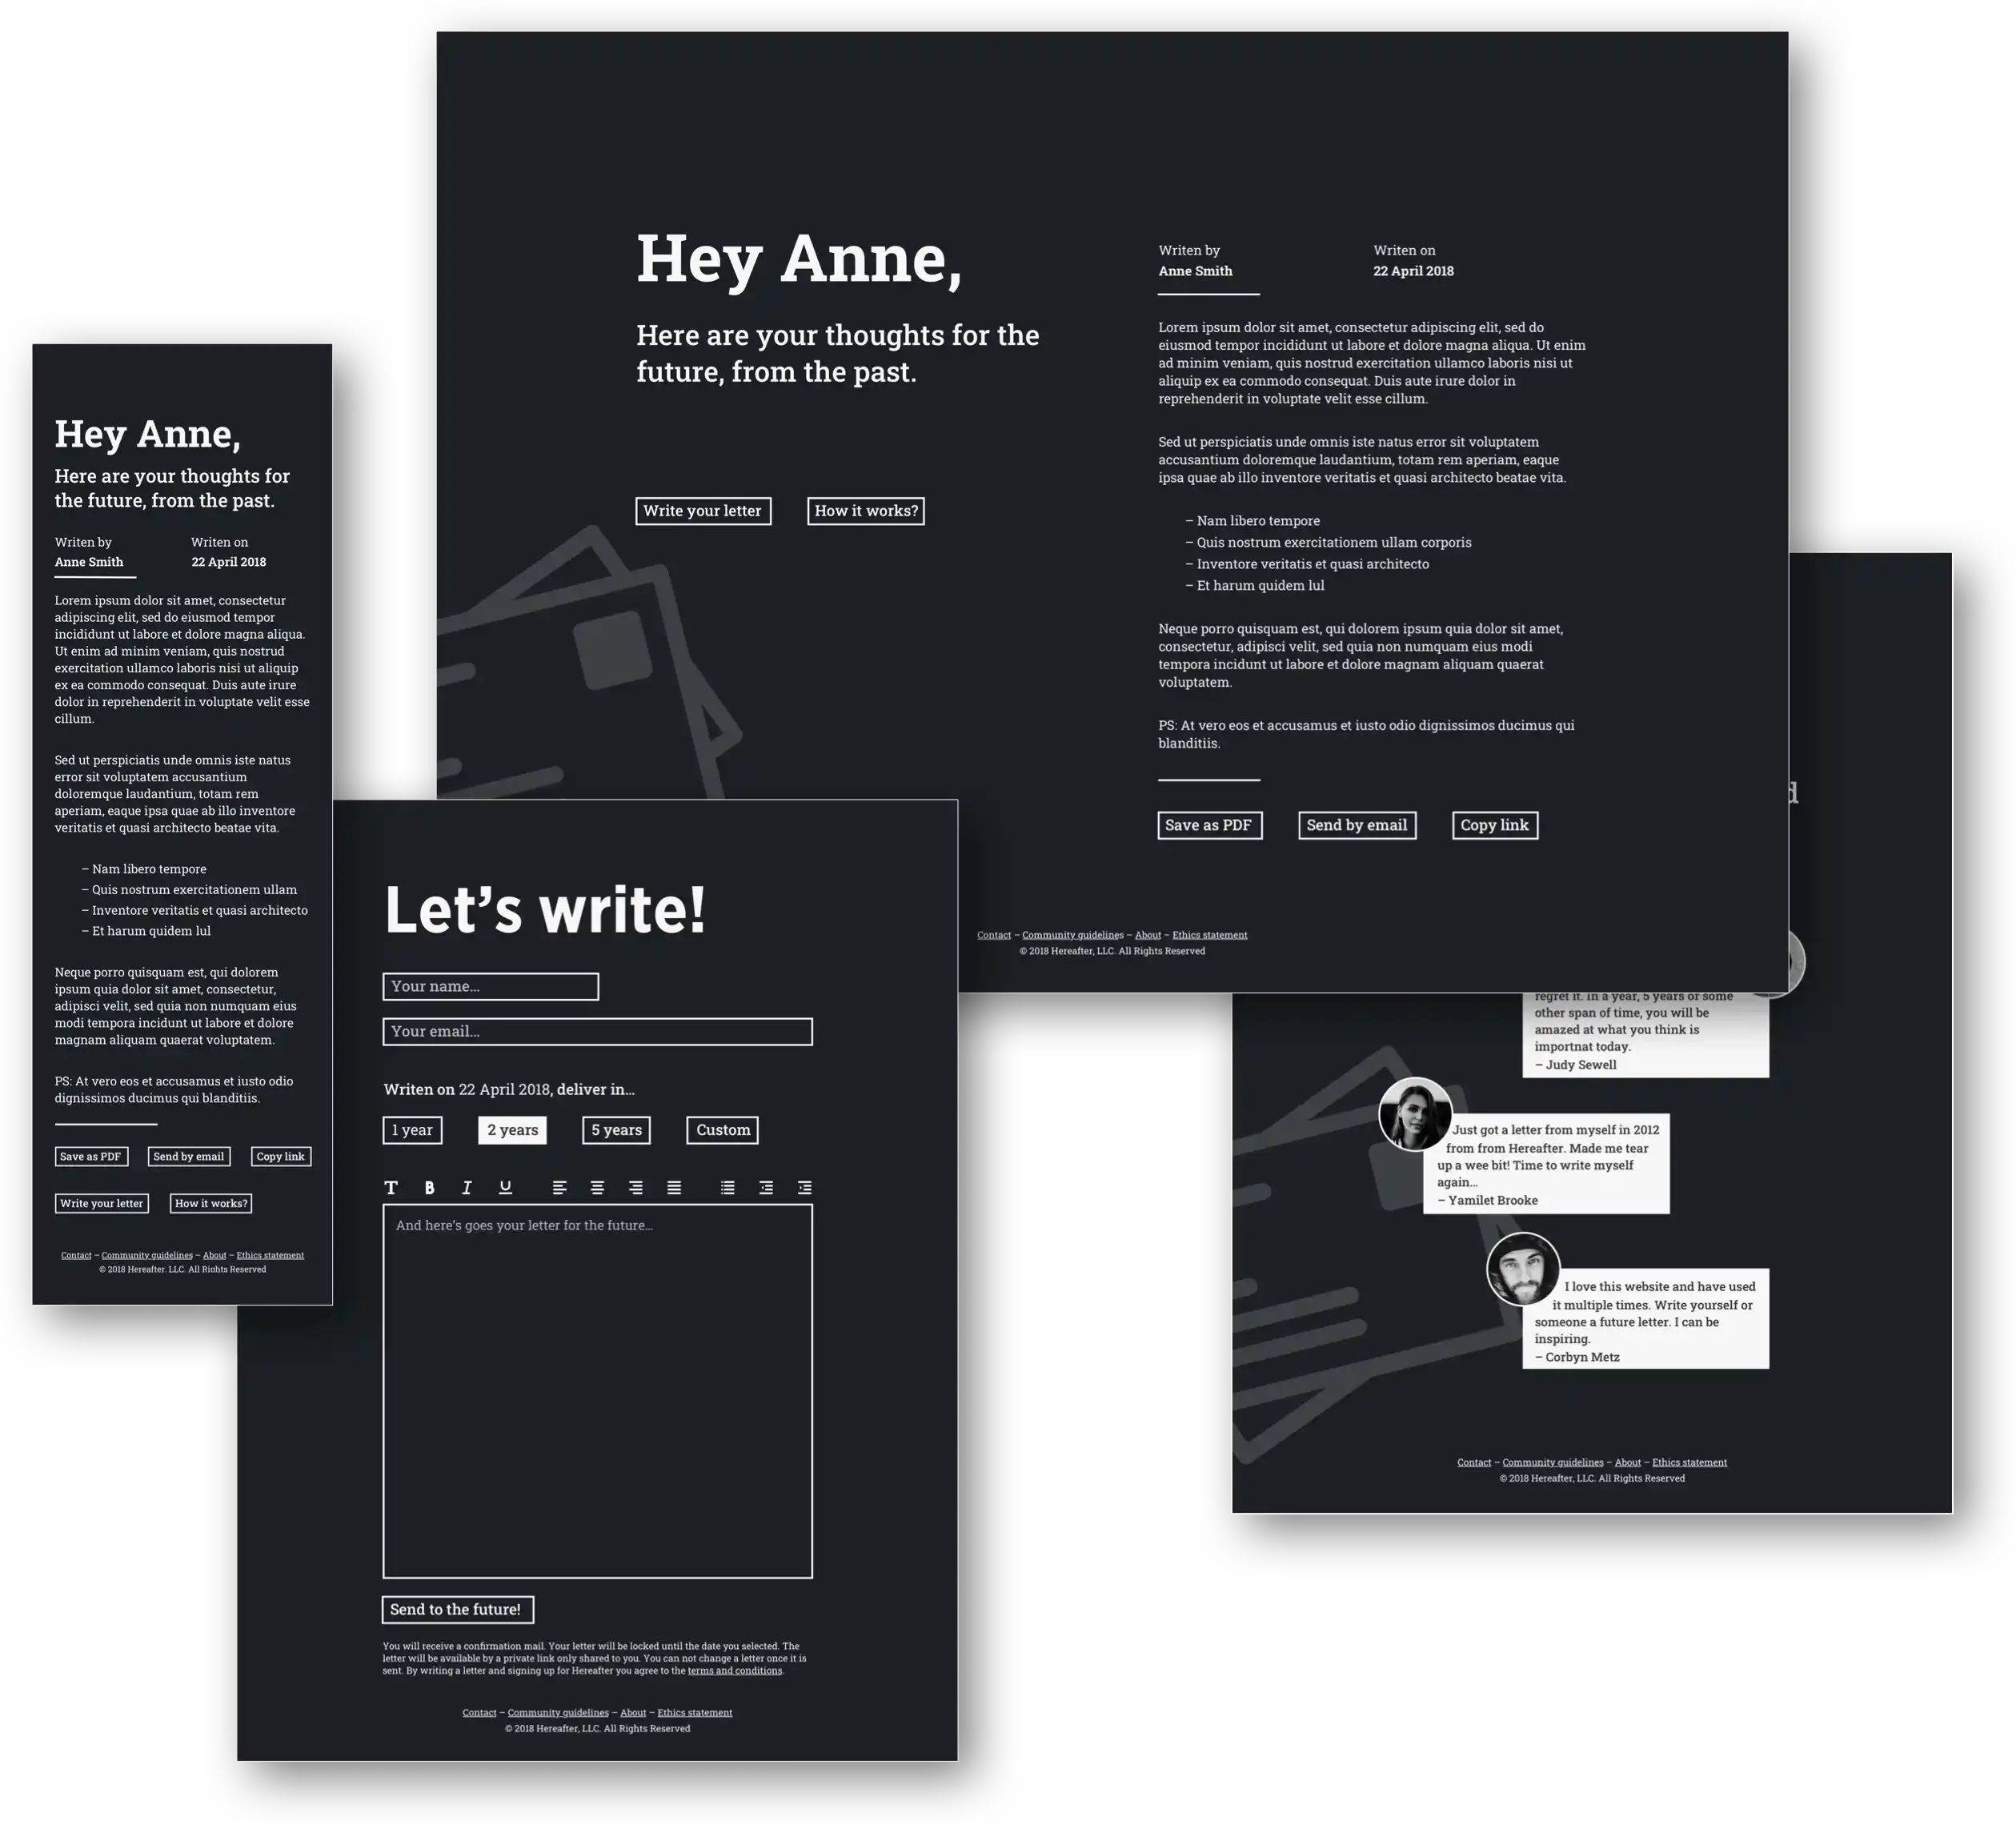 Hey Anne,
Here are your thoughts for the
future, from the past.
Write your letter
How it works?
Writen by
Anne Smith
Writen on
22 April 2018
Lorem ipsum dolor sit amet, consectetur adipiscing elit, sed do
eiusmod tempor incididunt ut labore et dolore magna aliqua. Ut enim
ad minim veniam, quis nostrud exercitation ullamco laboris nisi ut
aliquip ex ea commodo consequat. Duis aute irure dolor in
reprehenderit in voluptate velit esse cillum.
Sed ut perspiciatis unde omnis iste natus error sit voluptatem
accusantium doloremque laudantium, totam rem aperiam, eaque
ipsa quae ab illo inventore veritatis et quasi architecto beatae vita.
– Nam libero tempore
– Quis nostrum exercitationem ullam corporis
– Inventore veritatis et quasi architecto
– Et harum quidem lul
Neque porro quisquam est, qui dolorem ipsum quia dolor sit amet,
consectetur, adipisci velit, sed quia non numquam eius modi
tempora incidunt ut labore et dolore magnam aliquam quaerat
voluptatem.
PS: At vero eos et accusamus et iusto odio dignissimos ducimus qui
blanditiis.
Save as PDF
Send by email
Copy link
Contact – Community guidelines – About – Ethics statement
© 2018 Hereafter, LLC. All Rights Reserved
Hey Anne,
Here are your thoughts for
the future, from the past.
Writen by
Anne Smith
Writen on
22 April 2018
Lorem ipsum dolor sit amet, consectetur
adipiscing elit, sed do eiusmod tempor
incididunt ut labore et dolore magna aliqua.
Ut enim ad minim veniam, quis nostrud
exercitation ullamco laboris nisi ut aliquip
ex ea commodo consequat. Duis aute irure
dolor in reprehenderit in voluptate velit esse
cillum.
Sed ut perspiciatis unde omnis iste natus
error sit voluptatem accusantium
doloremque laudantium, totam rem
aperiam, eaque ipsa quae ab illo inventore
veritatis et quasi architecto beatae vita.
– Nam libero tempore
– Quis nostrum exercitationem ullam
– Inventore veritatis et quasi architecto
– Et harum quidem lul
Neque porro quisquam est, qui dolorem
ipsum quia dolor sit amet, consectetur,
adipisci velit, sed quia non numquam eius
modi tempora incidunt ut labore et dolore
magnam aliquam quaerat voluptatem.
PS: At vero eos et accusamus et iusto odio
dignissimos ducimus qui blanditiis.
Save as PDF
Send by email
Copy link
Write your letter
How it works?
Contact – Community guidelines – About – Ethics statement
© 2018 Hereafter. LLC. All Rights Reserved
Let's write!
Your name...
Your email...
Writen on 22 April 2018, deliver in...
1 year
2 years
5 years
Custom
T B I U
And here's goes your letter for the future...
Send to the future!
You will receive a confirmation mail. Your letter will be locked until the date you selected. The
letter will be available by a private link only shared to you. You can not change a letter once it is
sent. By writing a letter and signing up for Hereafter you agree to the terms and conditions.
Contact – Community guidelines – About – Ethics statement
© 2018 Hereafter, LLC. All Rights Reserved
d
regret it. In a year, 5 years or some
other span of time, you will be
amazed at what you think is
importnat today.
– Judy Sewell
Just got a letter from myself in 2012
from from Hereafter. Made me tear
up a wee bit! Time to write myself
again...
– Yamilet Brooke
I love this website and have used
it multiple times. Write yourself or
someone a future letter. I can be
inspiring.
– Corbyn Metz
Contact – Community guidelines – About – Ethics statement
© 2018 Hereafter, LLC. All Rights Reserved